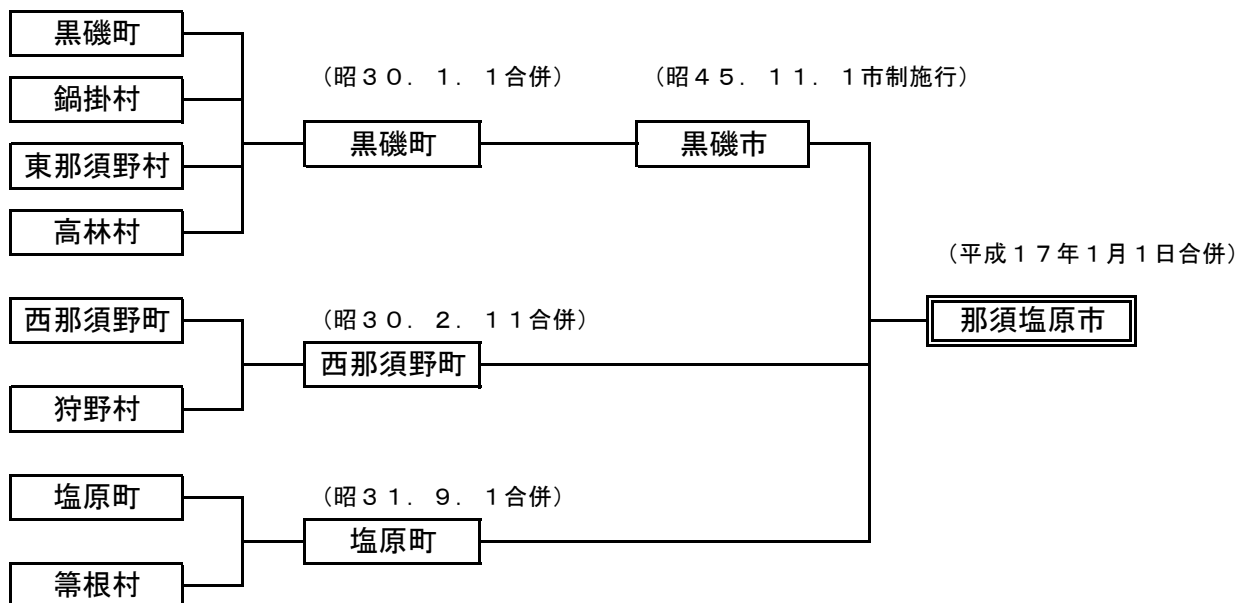 黒磯町
鍋掛村
東那須野村
高林村
（昭３０．１．１合併）
黒磯町
（昭４５．１１．１市制施行）
黒磯市
西那須野町
狩野村
（昭３０．２．１１合併）
西那須野町
塩原町
箒根村
（昭３１．９．１合併）
塩原町
（平成１７年１月１日合併）
那須塩原市